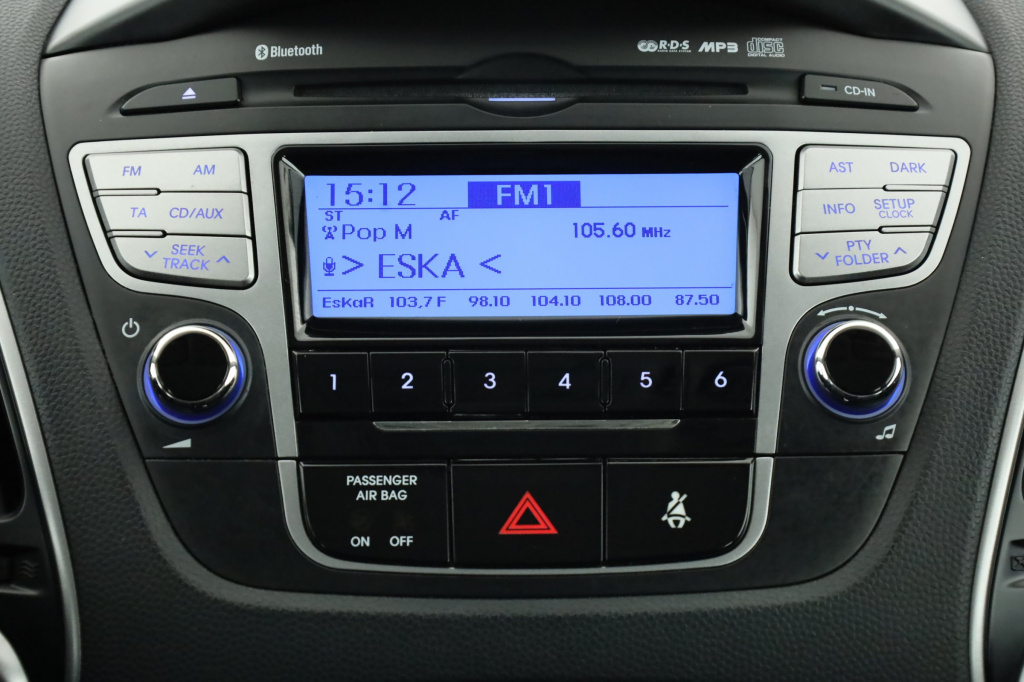 Bluetooth
R·D·S MP3 COMPACT disc DIGITAL AUDIO
CD-IN
FM AM
TA CD/AUX
SEEK
TRACK
15:12 FM1
ST AF
Pop M 105.60 MHz
> ESKA <
EsKaR 103,7 F 98.10 104.10 108.00 87.50
AST DARK
INFO SETUP
CLOCK
PTY
FOLDER
1 2 3 4 5 6
PASSENGER
AIR BAG
ON OFF